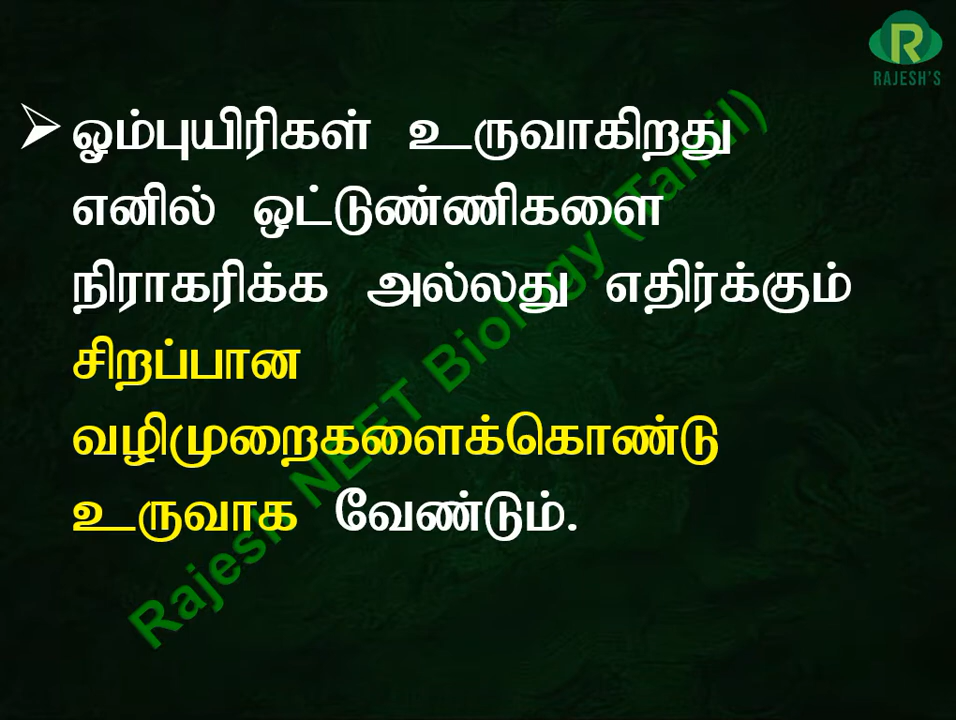 R
RAJESH'S
➢ ஓம்புயிரிகள் உருவாகிறது
எனில் ஒட்டுண்ணிகளை
நிராகரிக்க அல்லது எதிர்க்கும்
சிறப்பான
வழிமுறைகளைக்கொண்டு
உருவாக வேண்டும்.
Rajesh NEET Biology (Tamil)